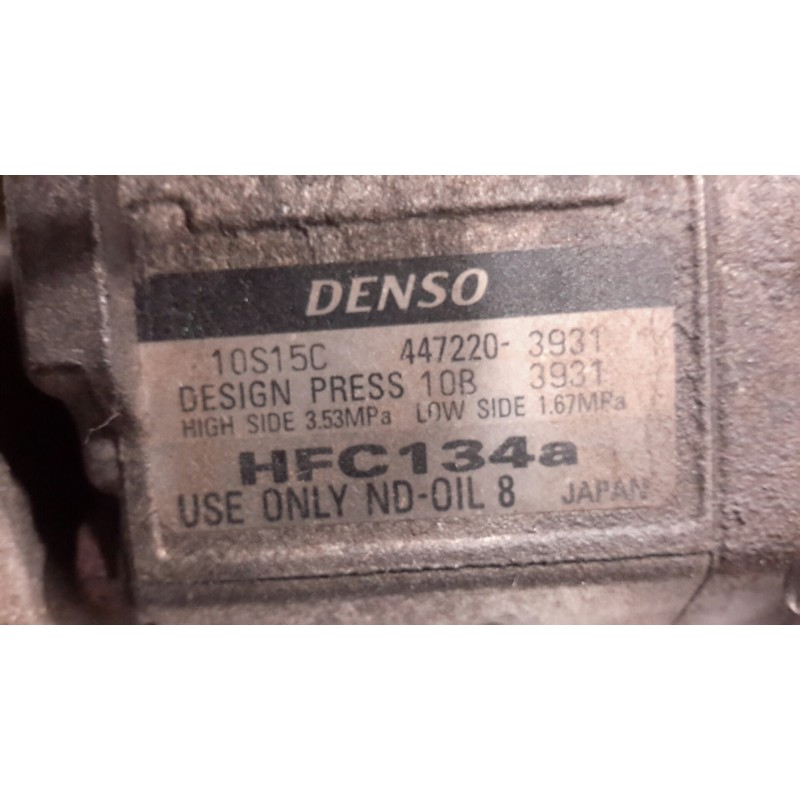 DENSO
10S15C 447220-3931
DESIGN PRESS 10B 3931
HIGH SIDE 3.53MPa LOW SIDE 1.67MPa
HFC134a
USE ONLY ND-OIL 8 JAPAN